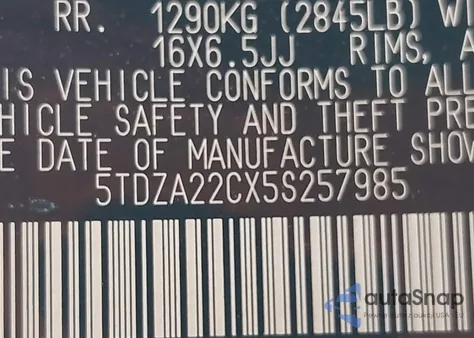 RR. 1290KG (2845LB) WI
16X6.5JJ RIMS, A
IS VEHICLE CONFORMS TO ALL
HICLE SAFETY AND THEFT PRE
E DATE OF MANUFACTURE SHOW
5TDZA22CX5S257985
autoSnap